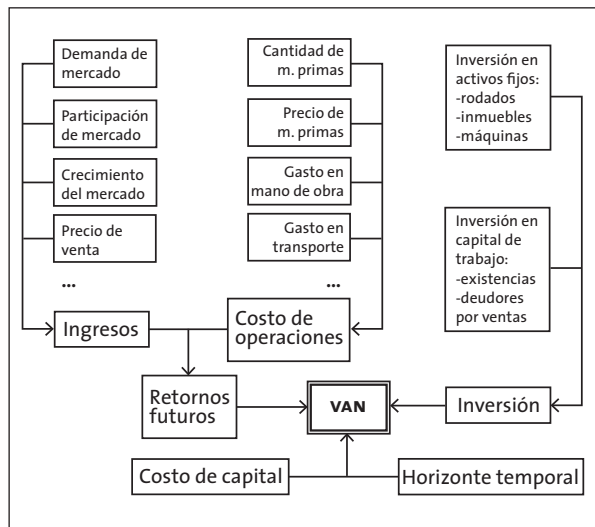 Demanda de
mercado
Participación
de mercado
Crecimiento
del mercado
Precio de
venta
...
Ingresos
Cantidad de
m. primas
Precio de
m. primas
Gasto en
mano de obra
Gasto en
transporte
...
Costo de
operaciones
Inversión en
activos fijos:
-rodados
-inmuebles
-máquinas
Inversión en
capital de
trabajo:
-existencias
-deudores
por ventas
Retornos
futuros
VAN
Inversión
Costo de capital
Horizonte temporal